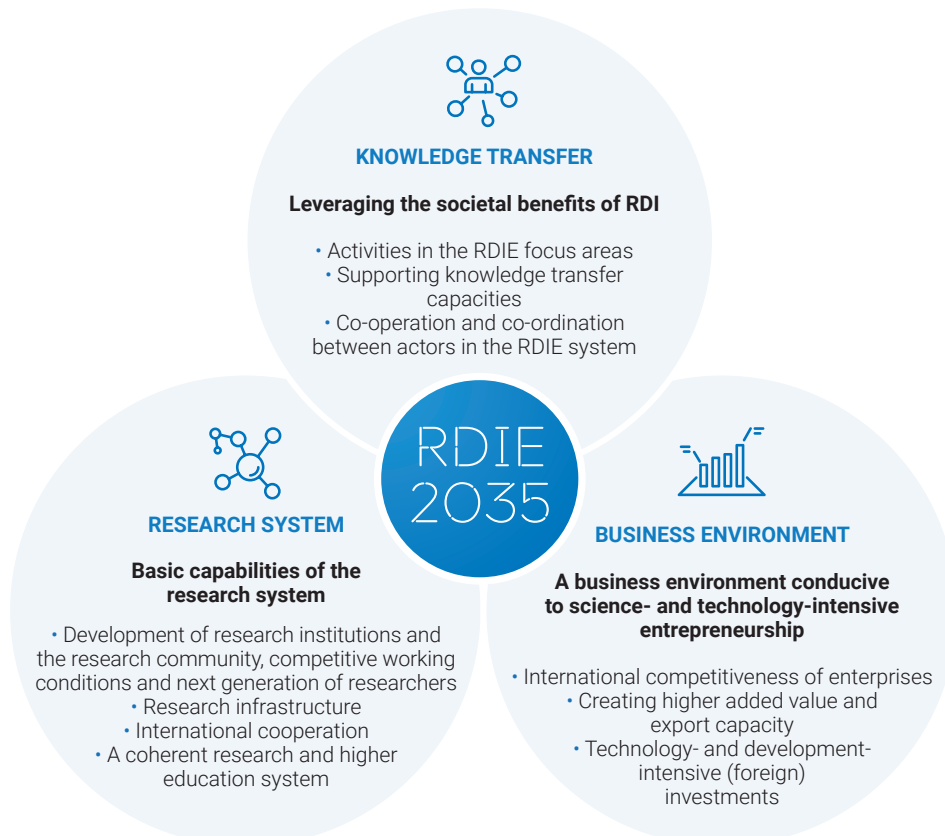 KNOWLEDGE TRANSFER
Leveraging the societal benefits of RDI
• Activities in the RDIE focus areas
• Supporting knowledge transfer
capacities
• Co-operation and co-ordination
between actors in the RDIE system
RDIE
2035
RESEARCH SYSTEM
Basic capabilities of the
research system
• Development of research institutions and
the research community, competitive working
conditions and next generation of researchers
• Research infrastructure
• International cooperation
• A coherent research and higher
education system
BUSINESS ENVIRONMENT
A business environment conducive
to science- and technology-intensive
entrepreneurship
• International competitiveness of enterprises
• Creating higher added value and
export capacity
• Technology- and development-
intensive (foreign)
investments